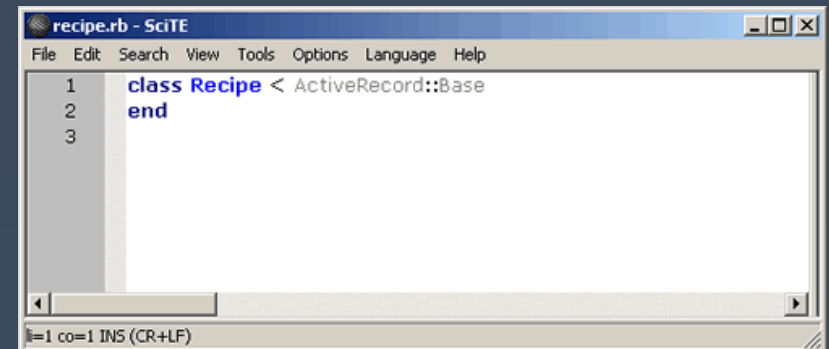 recipe.rb - SciTE
File Edit Search View Tools Options Language Help
1 class Recipe < ActiveRecord::Base
2 end
3
li=1 co=1 INS (CR+LF)